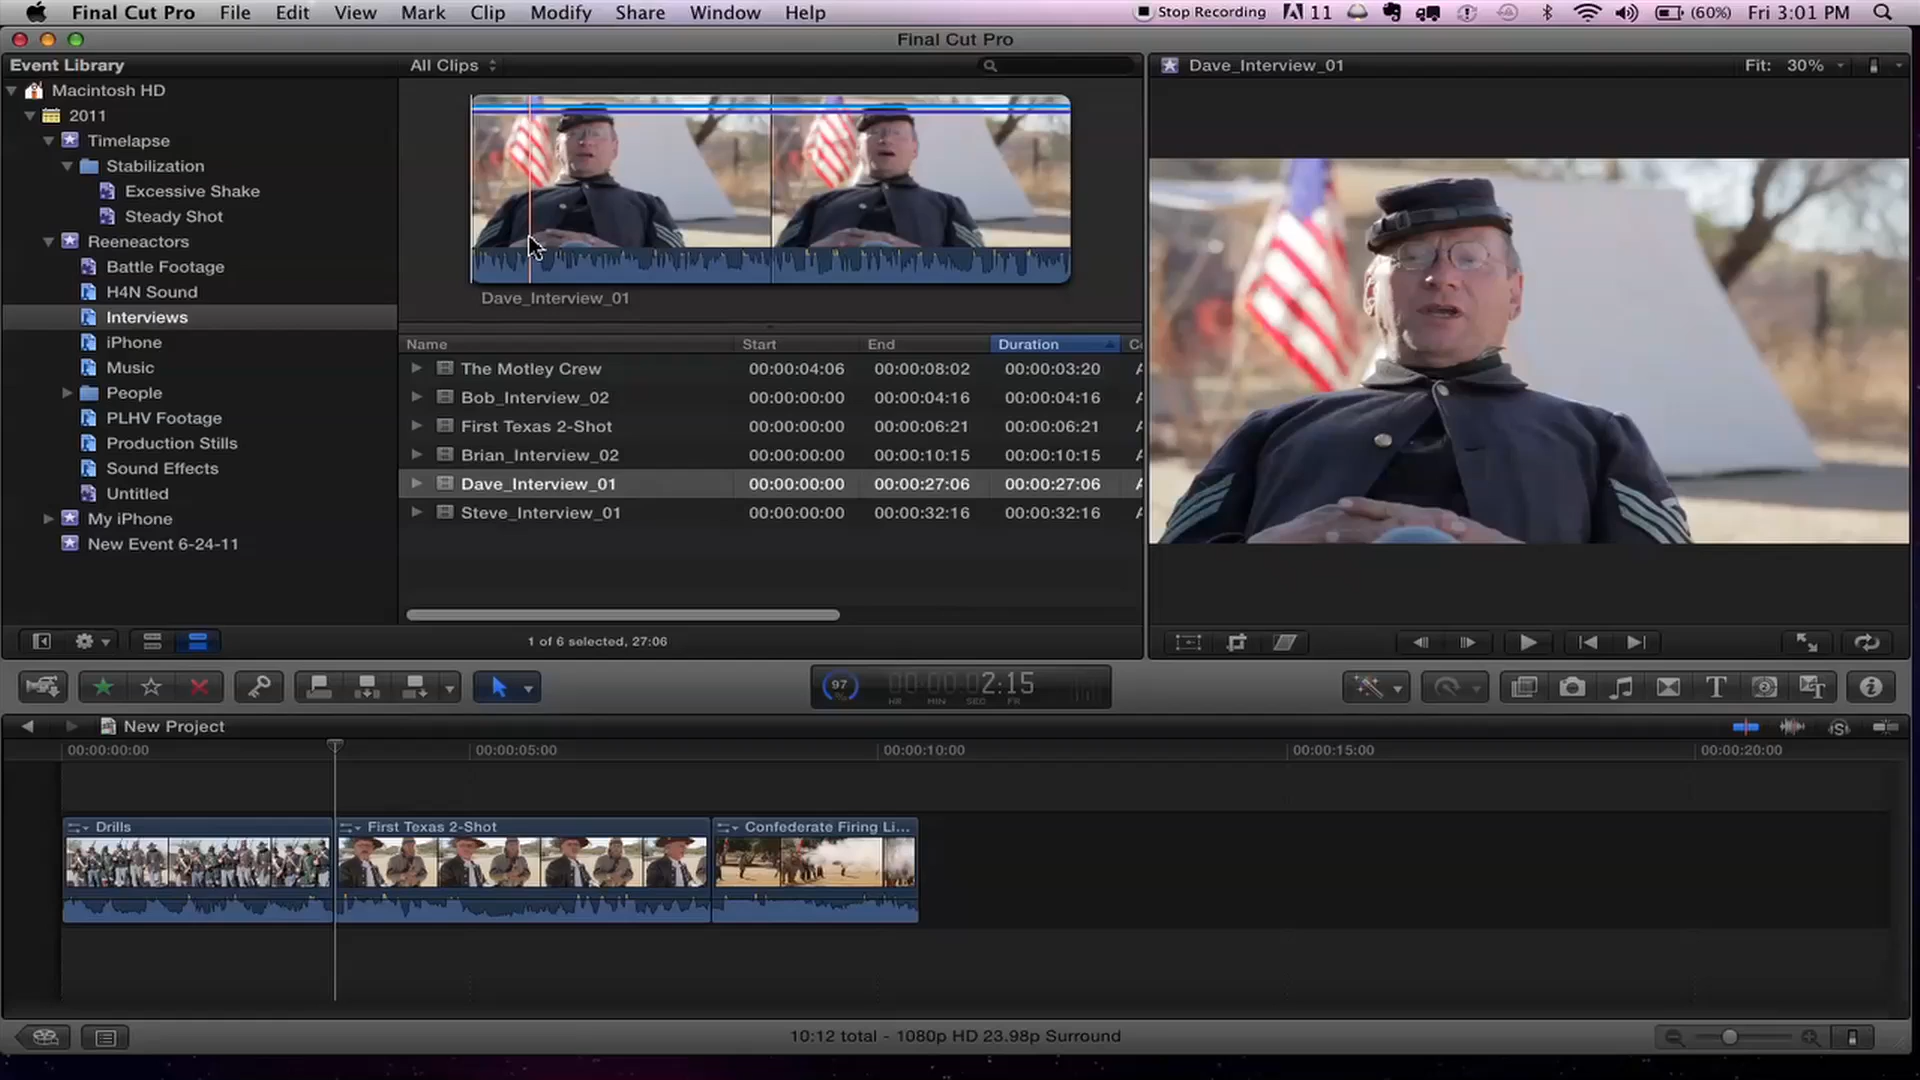 Final Cut Pro File Edit View Mark Clip Modify Share Window Help Stop Recording 11 (60%) Fri 3:01 PM
Final Cut Pro
Event Library
Macintosh HD
2011
Timelapse
Stabilization
Excessive Shake
Steady Shot
Reeneactors
Battle Footage
H4N Sound
Interviews
iPhone
Music
People
PLHV Footage
Production Stills
Sound Effects
Untitled
My iPhone
New Event 6-24-11
All Clips
Dave_Interview_01
Name Start End Duration
The Motley Crew 00:00:04:06 00:00:08:02 00:00:03:20
Bob_Interview_02 00:00:00:00 00:00:04:16 00:00:04:16
First Texas 2-Shot 00:00:00:00 00:00:06:21 00:00:06:21
Brian_Interview_02 00:00:00:00 00:00:10:15 00:00:10:15
Dave_Interview_01 00:00:00:00 00:00:27:06 00:00:27:06
Steve_Interview_01 00:00:00:00 00:00:32:16 00:00:32:16
1 of 6 selected, 27:06
Dave_Interview_01 Fit: 30%
97 % 00:00:02:15
HR MIN SEC FR
New Project
00:00:00:00 00:00:05:00 00:00:10:00 00:00:15:00 00:00:20:00
Drills First Texas 2-Shot Confederate Firing Li...
10:12 total - 1080p HD 23.98p Surround